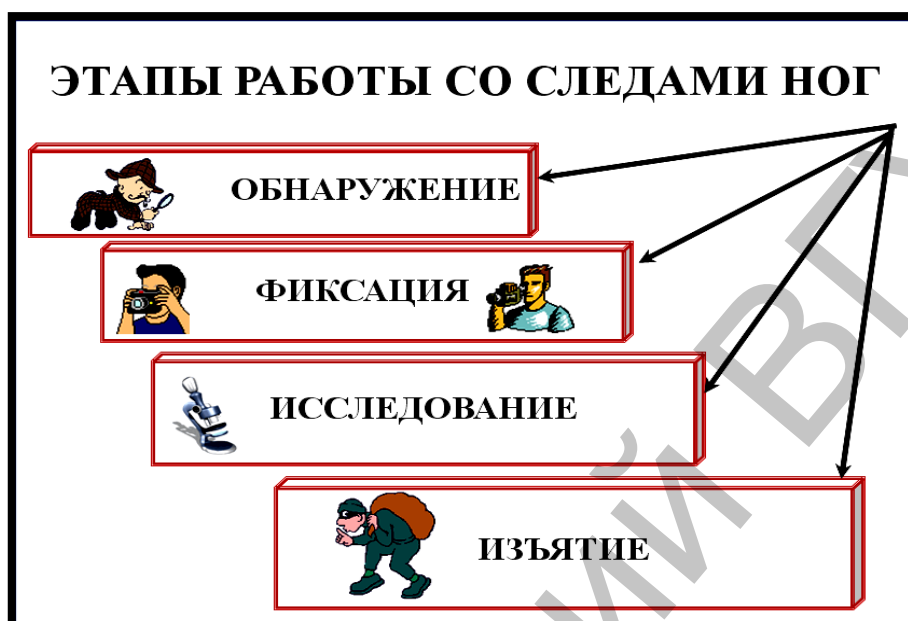 ЭТАПЫ РАБОТЫ СО СЛЕДАМИ НОГ
ОБНАРУЖЕНИЕ
ФИКСАЦИЯ
ИССЛЕДОВАНИЕ
ИЗЪЯТИЕ